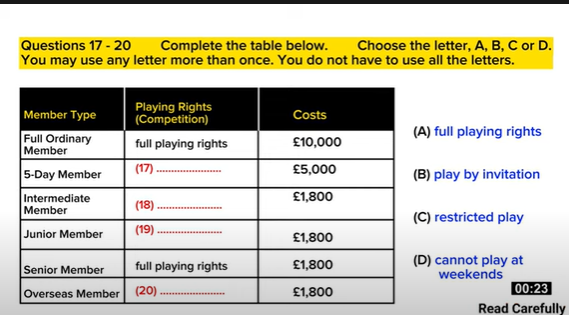 Questions 17 - 20 Complete the table below. Choose the letter, A, B, C or D.
You may use any letter more than once. You do not have to use all the letters.
Member Type Playing Rights (Competition) Costs
Full Ordinary Member full playing rights £10,000
5-Day Member (17) ...................... £5,000
Intermediate Member (18) ...................... £1,800
Junior Member (19) ...................... £1,800
Senior Member full playing rights £1,800
Overseas Member (20) ...................... £1,800
(A) full playing rights
(B) play by invitation
(C) restricted play
(D) cannot play at
weekends
00:23
Read Carefully